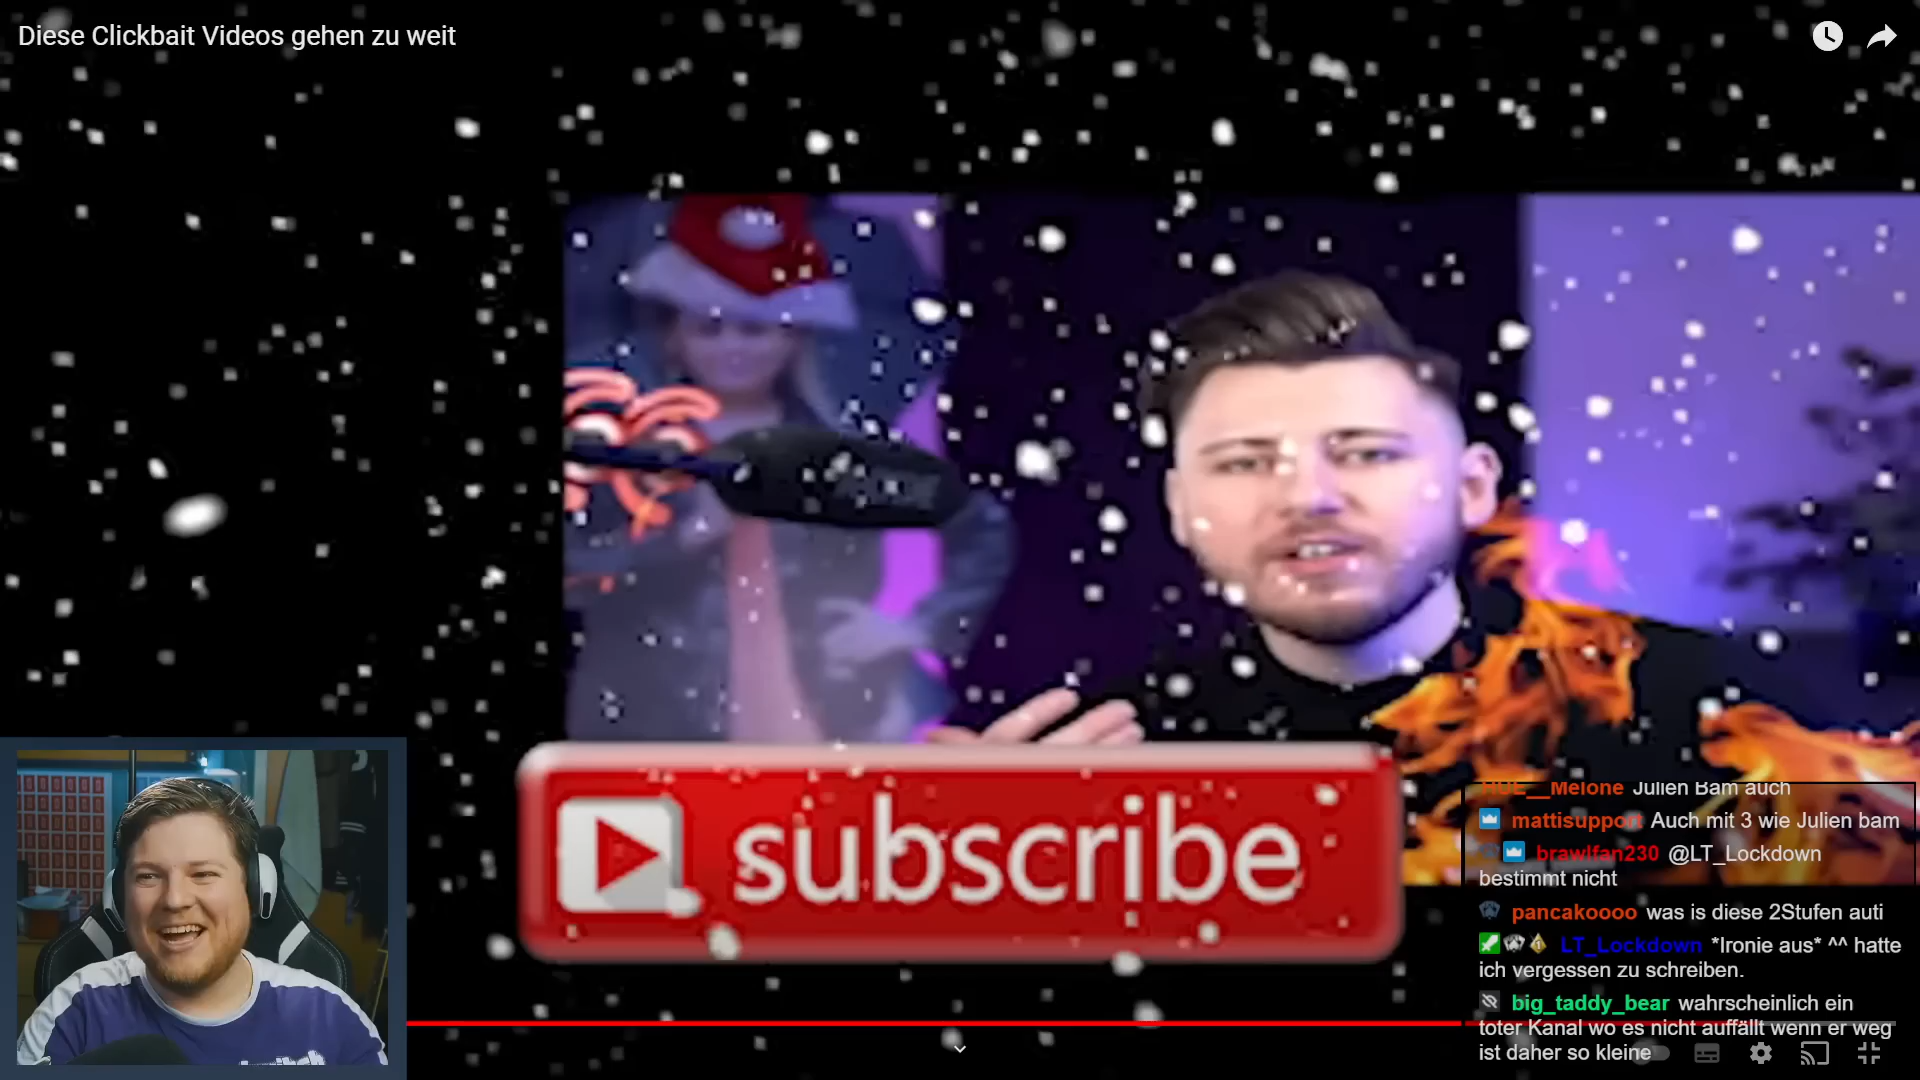 Diese Clickbait Videos gehen zu weit
subscribe
HUE__Melone Julien Bam auch
mattisupport Auch mit 3 wie Julien bam
brawlfan230 @LT_Lockdown
bestimmt nicht
pancakoooo was is diese 2Stufen auti
LT_Lockdown *Ironie aus* ^^ hatte
ich vergessen zu schreiben.
big_taddy_bear wahrscheinlich ein
toter Kanal wo es nicht auffällt wenn er weg
ist daher so kleine